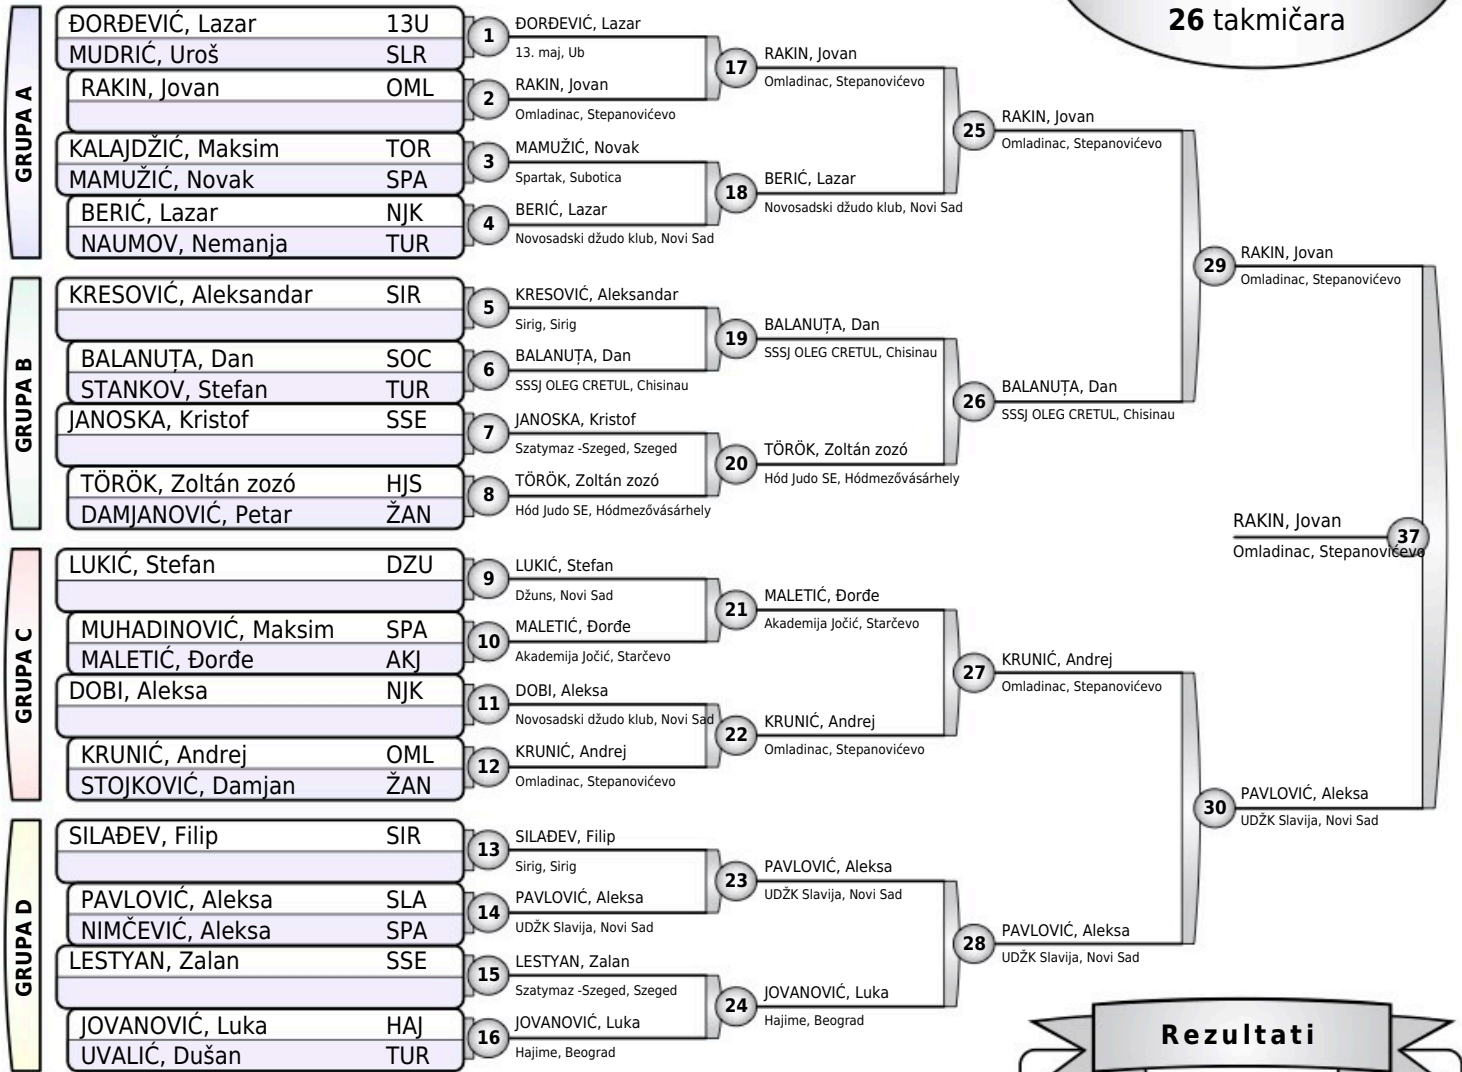 26 takmičara
GRUPA A
ĐORĐEVIĆ, Lazar 13U
MUDRIĆ, Uroš SLR
RAKIN, Jovan OML
KALAJDŽIĆ, Maksim TOR
MAMUŽIĆ, Novak SPA
BERIĆ, Lazar NJK
NAUMOV, Nemanja TUR
GRUPA B
KRESOVIĆ, Aleksandar SIR
BALANUȚA, Dan SOC
STANKOV, Stefan TUR
JANOSKA, Kristof SSE
TÖRÖK, Zoltán zozó HJS
DAMJANOVIĆ, Petar ŽAN
GRUPA C
LUKIĆ, Stefan DZU
MUHADINOVIĆ, Maksim SPA
MALETIĆ, Đorđe AKJ
DOBI, Aleksa NJK
KRUNIĆ, Andrej OML
STOJKOVIĆ, Damjan ŽAN
GRUPA D
SILAĐEV, Filip SIR
PAVLOVIĆ, Aleksa SLA
NIMČEVIĆ, Aleksa SPA
LESTYAN, Zalan SSE
JOVANOVIĆ, Luka HAJ
UVALIĆ, Dušan TUR
1 ĐORĐEVIĆ, Lazar
13. maj, Ub
2 RAKIN, Jovan
Omladinac, Stepanovićevo
3 MAMUŽIĆ, Novak
Spartak, Subotica
4 BERIĆ, Lazar
Novosadski džudo klub, Novi Sad
5 KRESOVIĆ, Aleksandar
Sirig, Sirig
6 BALANUȚA, Dan
SSSJ OLEG CRETUL, Chisinau
7 JANOSKA, Kristof
Szatymaz -Szeged, Szeged
8 TÖRÖK, Zoltán zozó
Hód Judo SE, Hódmezővásárhely
9 LUKIĆ, Stefan
Džuns, Novi Sad
10 MALETIĆ, Đorđe
Akademija Jočić, Starčevo
11 DOBI, Aleksa
Novosadski džudo klub, Novi Sad
12 KRUNIĆ, Andrej
Omladinac, Stepanovićevo
13 SILAĐEV, Filip
Sirig, Sirig
14 PAVLOVIĆ, Aleksa
UDŽK Slavija, Novi Sad
15 LESTYAN, Zalan
Szatymaz -Szeged, Szeged
16 JOVANOVIĆ, Luka
Hajime, Beograd
17 RAKIN, Jovan
Omladinac, Stepanovićevo
18 BERIĆ, Lazar
Novosadski džudo klub, Novi Sad
19 BALANUȚA, Dan
SSSJ OLEG CRETUL, Chisinau
20 TÖRÖK, Zoltán zozó
Hód Judo SE, Hódmezővásárhely
21 MALETIĆ, Đorđe
Akademija Jočić, Starčevo
22 KRUNIĆ, Andrej
Omladinac, Stepanovićevo
23 PAVLOVIĆ, Aleksa
UDŽK Slavija, Novi Sad
24 JOVANOVIĆ, Luka
Hajime, Beograd
25 RAKIN, Jovan
Omladinac, Stepanovićevo
26 BALANUȚA, Dan
SSSJ OLEG CRETUL, Chisinau
27 KRUNIĆ, Andrej
Omladinac, Stepanovićevo
28 PAVLOVIĆ, Aleksa
UDŽK Slavija, Novi Sad
29 RAKIN, Jovan
Omladinac, Stepanovićevo
30 PAVLOVIĆ, Aleksa
UDŽK Slavija, Novi Sad
RAKIN, Jovan 37
Omladinac, Stepanovićevo
Rezultati